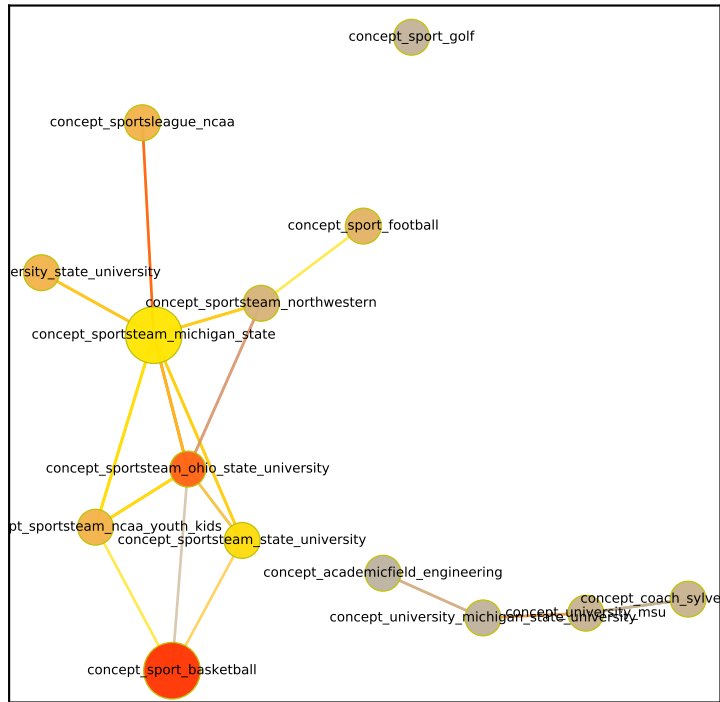 concept_sport_golf
concept_sportsleague_ncaa
concept_sport_football
ersity_state_university
concept_sportsteam_northwestern
concept_sportsteam_michigan_state
concept_sportsteam_ohio_state_university
pt_sportsteam_ncaa_youth_kids
concept_sportsteam_state_university
concept_academicfield_engineering
concept_coach_sylve
concept_university_msu
concept_university_michigan_state_university
concept_sport_basketball